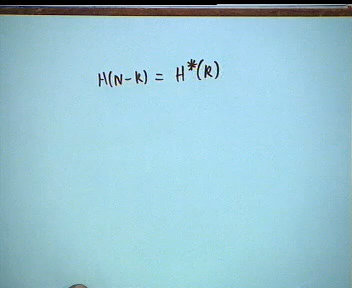 H(N-K) = H*(K)